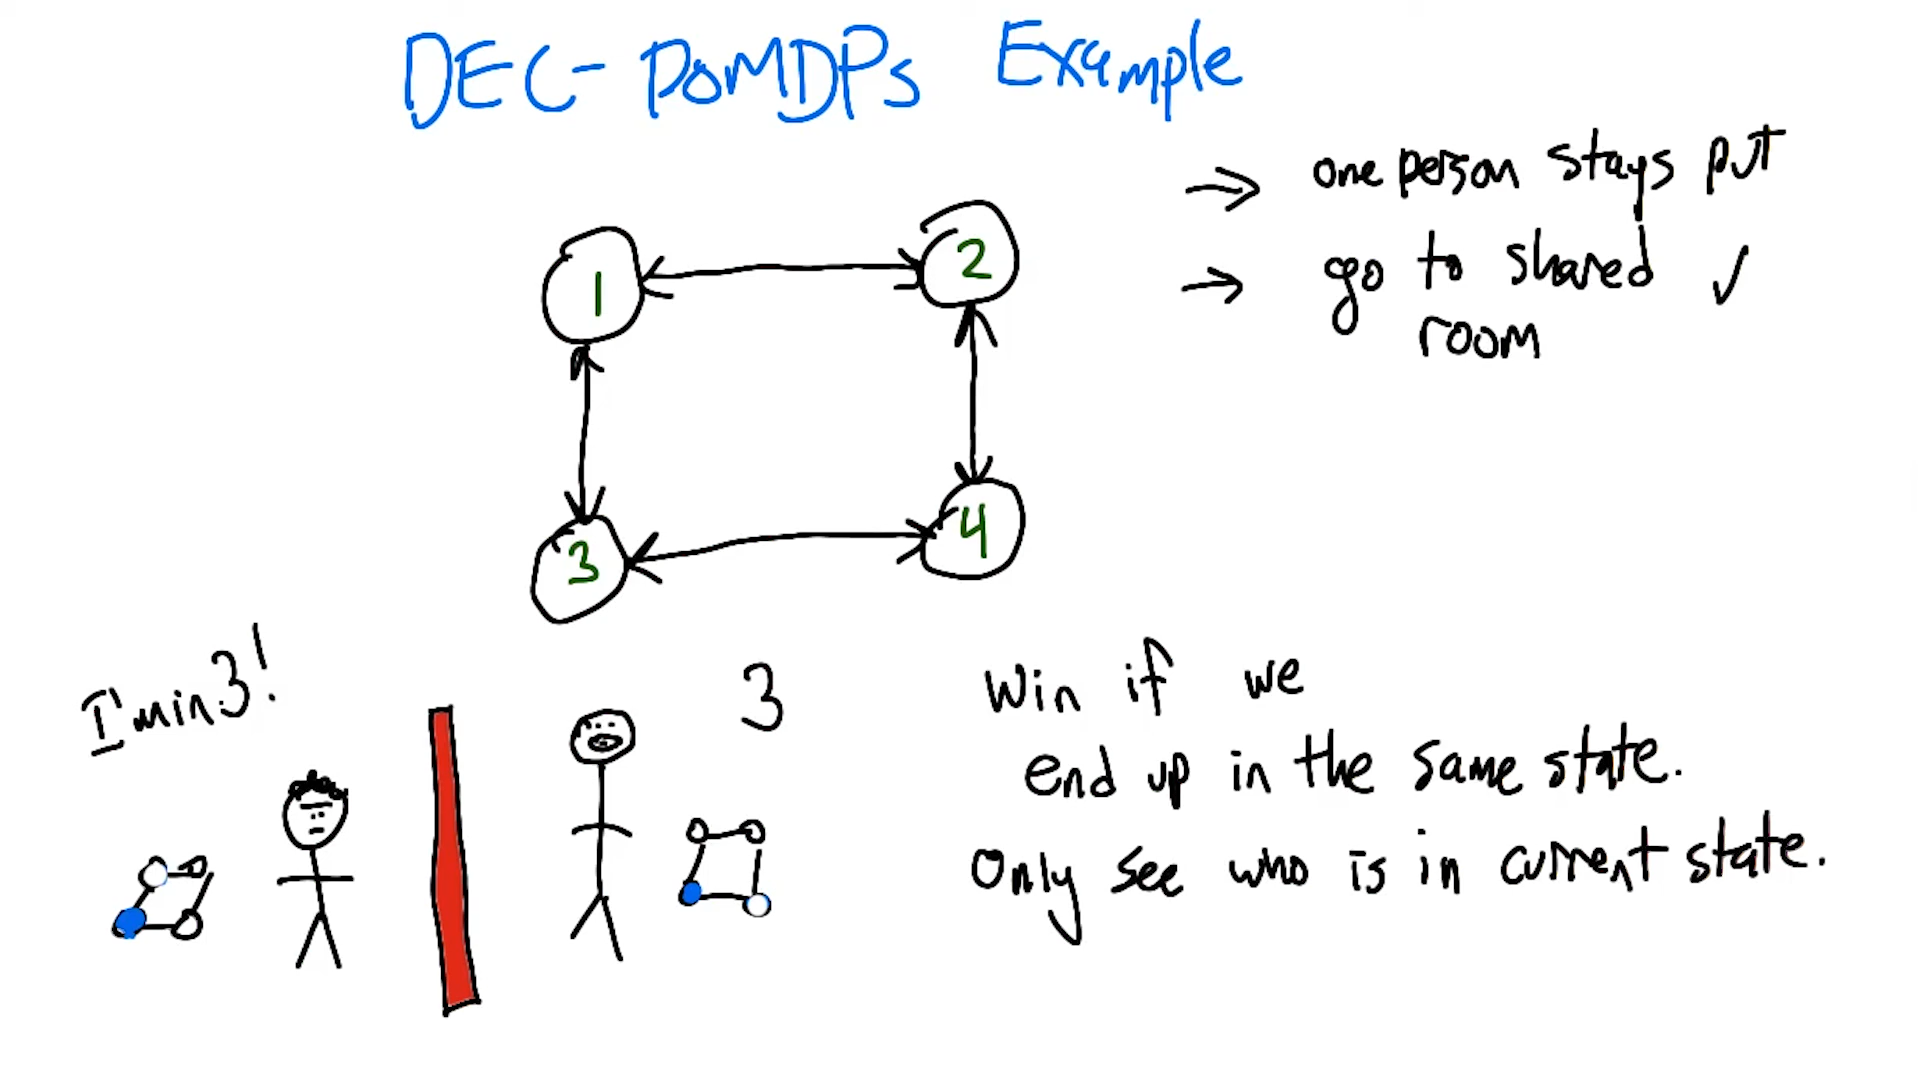 DEC-POMDPs Example
→ one person stays put
→ go to shared ✓
room
1
2
3
4
I'm in 3!
3
Win if we
end up in the same state.
Only see who is in current state.